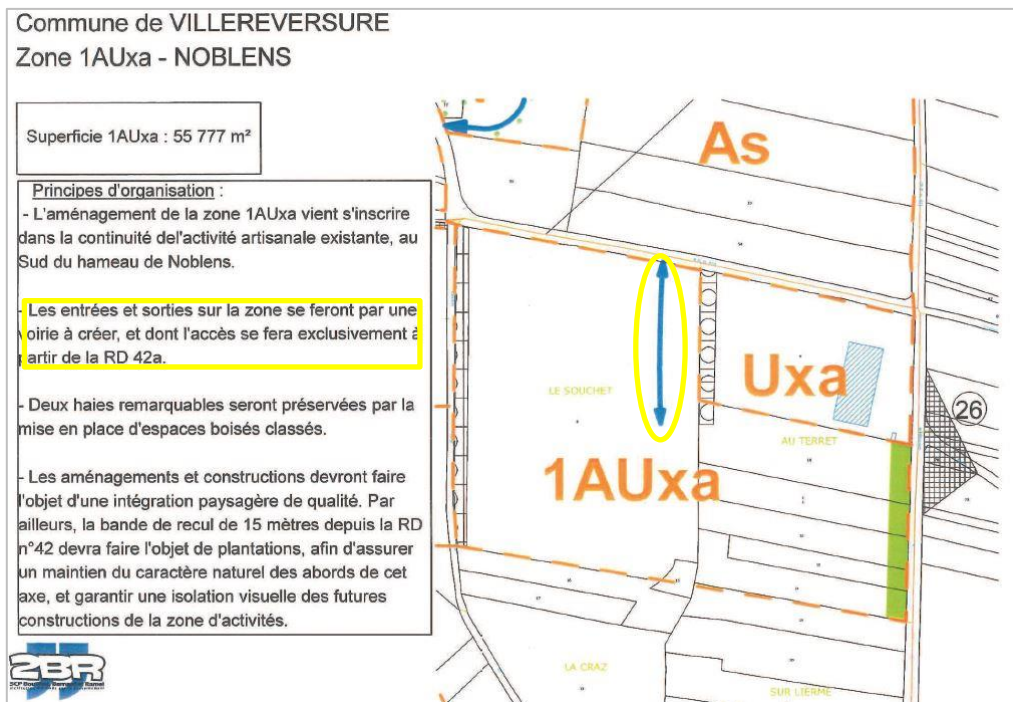 Commune de VILLEREVERSURE
Zone 1AUxa - NOBLENS
Superficie 1AUxa : 55 777 m²
Principes d'organisation :
- L'aménagement de la zone 1AUxa vient s'inscrire
dans la continuité del'activité artisanale existante, au
Sud du hameau de Noblens.
- Les entrées et sorties sur la zone se feront par une
voirie à créer, et dont l'accès se fera exclusivement à
partir de la RD 42a.
- Deux haies remarquables seront préservées par la
mise en place d'espaces boisés classés.
- Les aménagements et constructions devront faire
l'objet d'une intégration paysagère de qualité. Par
ailleurs, la bande de recul de 15 mètres depuis la RD
n°42 devra faire l'objet de plantations, afin d'assurer
un maintien du caractère naturel des abords de cet
axe, et garantir une isolation visuelle des futures
constructions de la zone d'activités.
As
Uxa
LE SOUCHET
26
AU TERRET
1AUxa
LA CRAZ
SUR LIERME
2BR